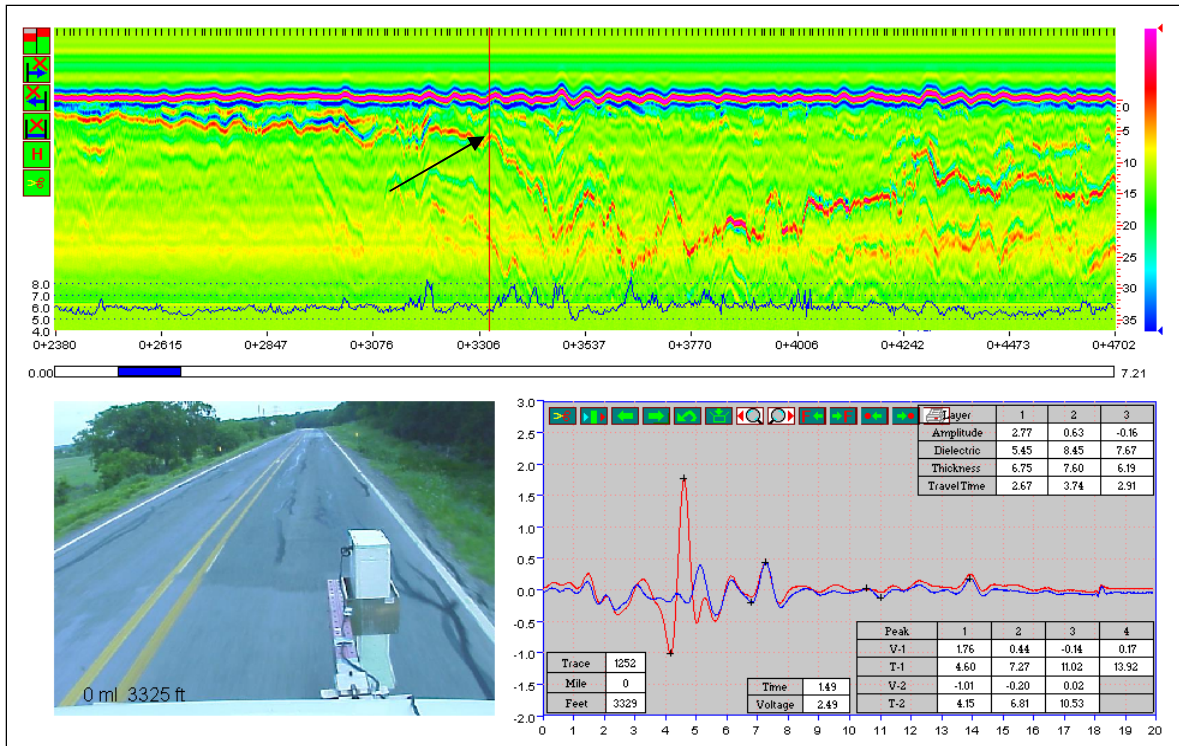 H
0
5
10
15
20
25
30
35
8.0
7.0
6.0
5.0
4.0
0+2380 0+2615 0+2847 0+3076 0+3306 0+3537 0+3770 0+4006 0+4242 0+4473 0+4702
0.00 7.21
0 ml 3325 ft
3.0
2.5
2.0
1.5
1.0
0.5
0.0
-0.5
-1.0
-1.5
-2.0
Layer 1 2 3
Amplitude 2.77 0.63 -0.16
Dielectric 5.45 8.45 7.67
Thickness 6.75 7.60 6.19
Travel Time 2.67 3.74 2.91
Peak 1 2 3 4
V-1 1.76 0.44 -0.14 0.17
T-1 4.60 7.27 11.02 13.92
V-2 -1.01 -0.20 0.02
T-2 4.15 6.81 10.53
Trace 1252
Mile 0
Feet 3329
Time 1.49
Voltage 2.49
0 1 2 3 4 5 6 7 8 9 10 11 12 13 14 15 16 17 18 19 20